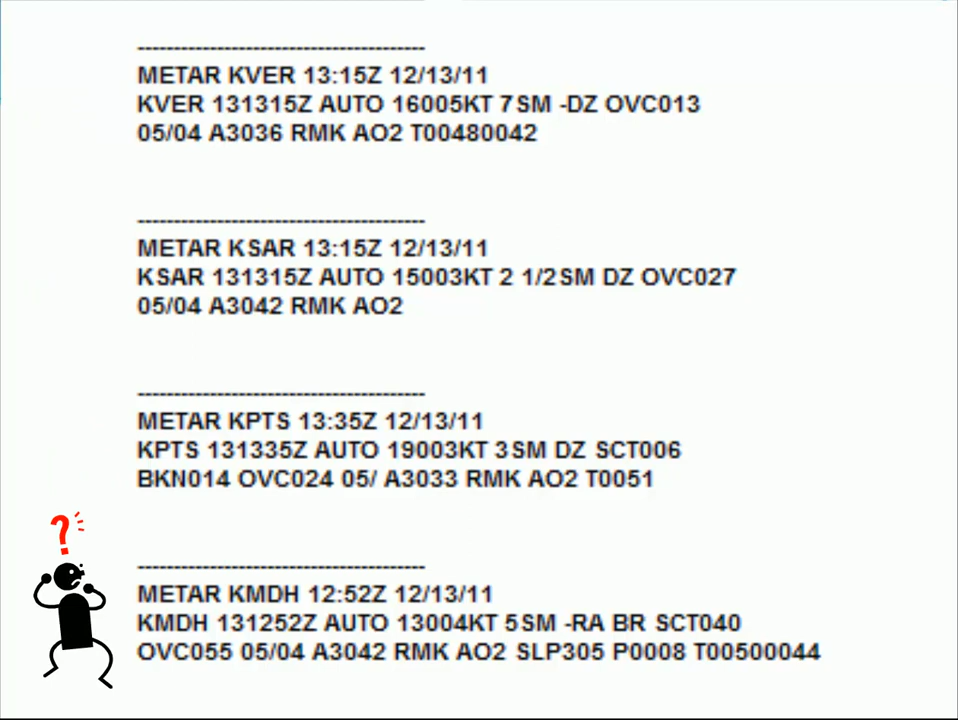 ----------------------------------------
METAR KVER 13:15Z 12/13/11
KVER 131315Z AUTO 16005KT 7SM -DZ OVC013
05/04 A3036 RMK AO2 T00480042
----------------------------------------
METAR KSAR 13:15Z 12/13/11
KSAR 131315Z AUTO 15003KT 2 1/2SM DZ OVC027
05/04 A3042 RMK AO2
----------------------------------------
METAR KPTS 13:35Z 12/13/11
KPTS 131335Z AUTO 19003KT 3SM DZ SCT006
BKN014 OVC024 05/ A3033 RMK AO2 T0051
----------------------------------------
METAR KMDH 12:52Z 12/13/11
KMDH 131252Z AUTO 13004KT 5SM -RA BR SCT040
OVC055 05/04 A3042 RMK AO2 SLP305 P0008 T00500044
?